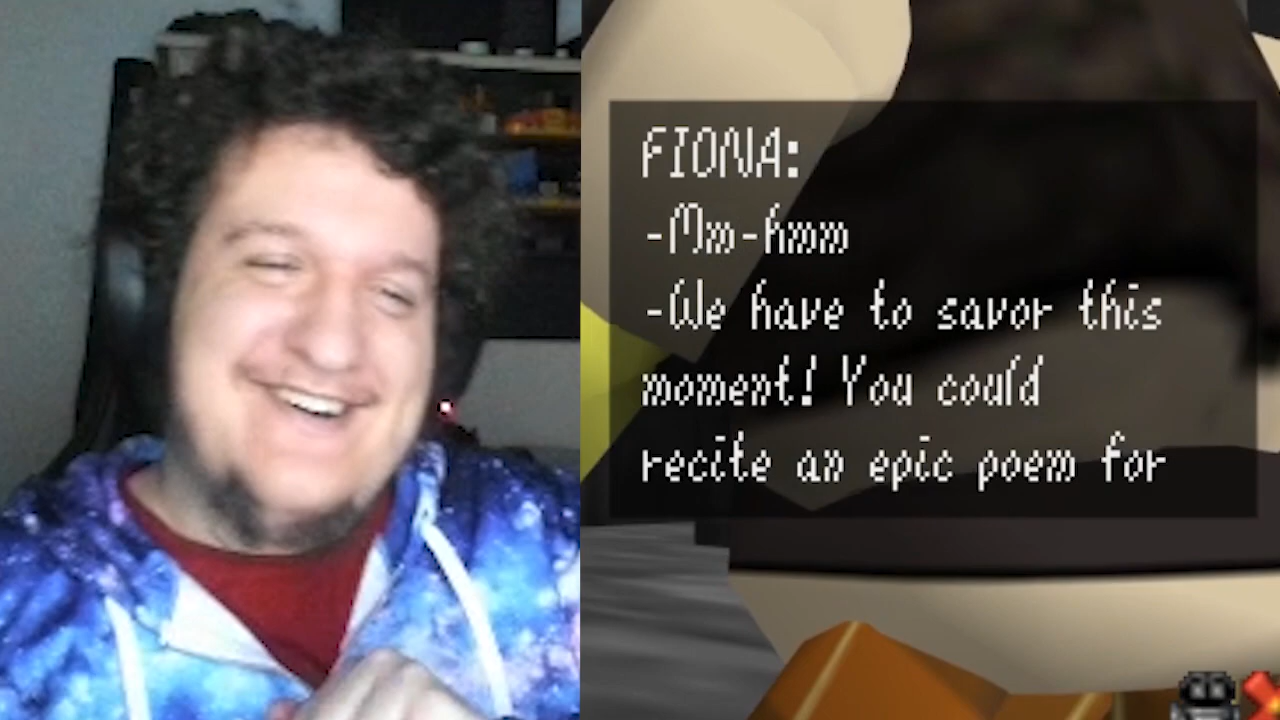 FIONA:
-Mm-hmm
-We have to savor this
moment! You could
recite an epic poem for